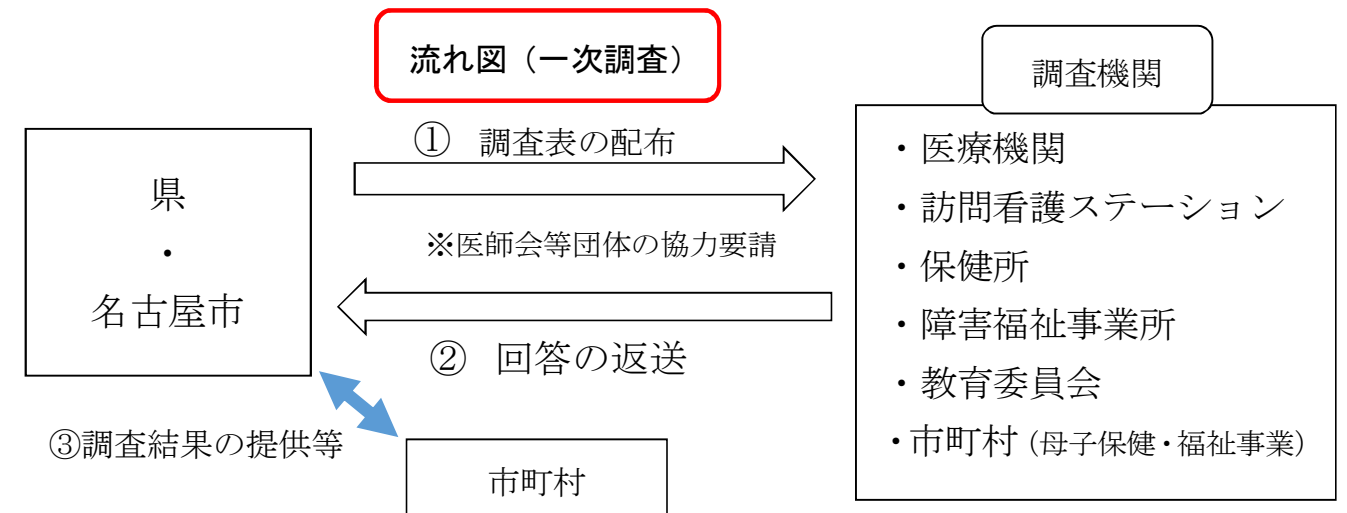 流れ図（一次調査）
調査機関
① 調査表の配布
県
・
名古屋市
※医師会等団体の協力要請
② 回答の返送
③調査結果の提供等
市町村
・医療機関
・訪問看護ステーション
・保健所
・障害福祉事業所
・教育委員会
・市町村（母子保健・福祉事業）